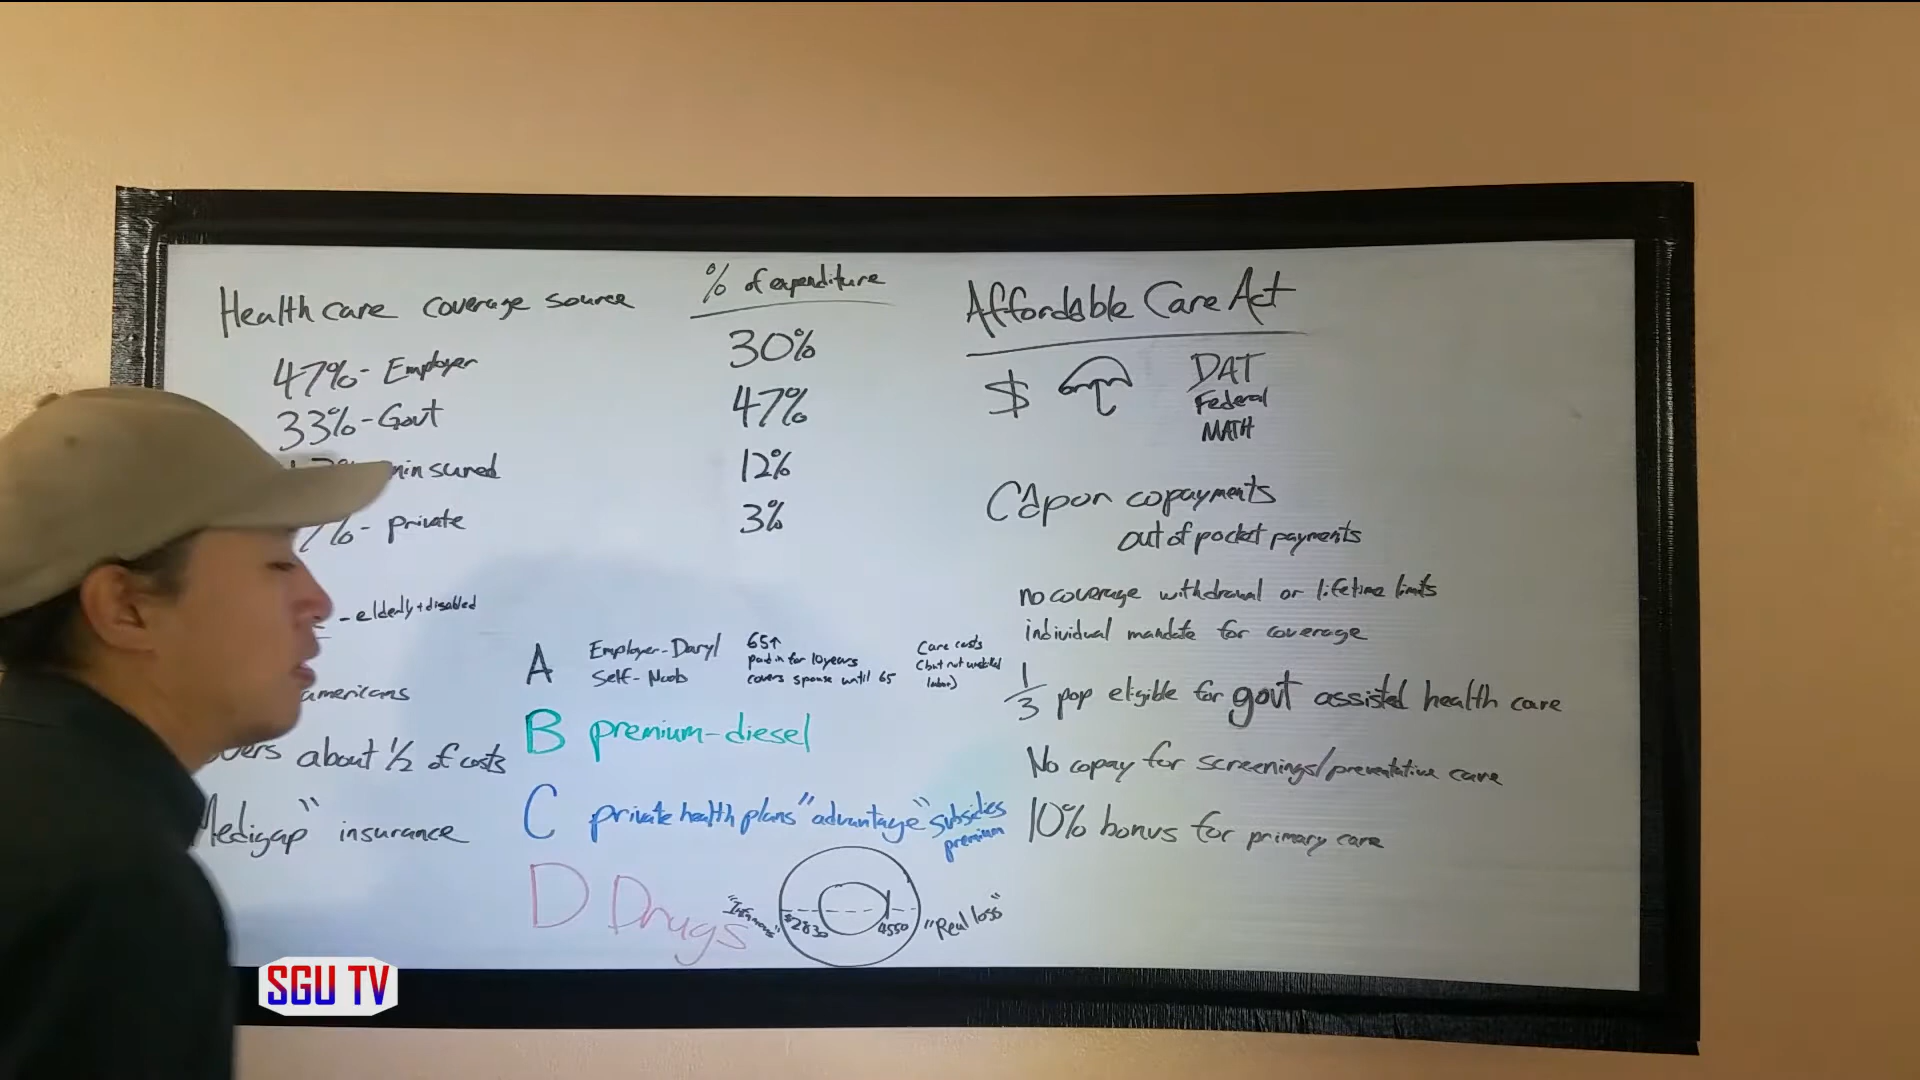 Health care coverage source
% of expenditure
47% - Employer
30%
33% - Govt
47%
12%
7% - private
3%
- elderly + disabled
americans
about 1/2 of costs
Medigap" insurance
A
Employer - Daryl
Self - Noob
65↑
paid in for 10 years
covers spouse until 65
Care costs
(but not
B premium - diesel
C private health plans "advantage" subsidies
premium
D Drugs
$2830
4550
"Real loss"
Affordable Care Act
$
DAT
Federal
MATH
Cap on copayments
out of pocket payments
no coverage withdrawal or lifetime limits
individual mandate for coverage
1/3 pop eligible for govt assisted health care
No copay for screenings/preventative care
10% bonus for primary care
SGU TV